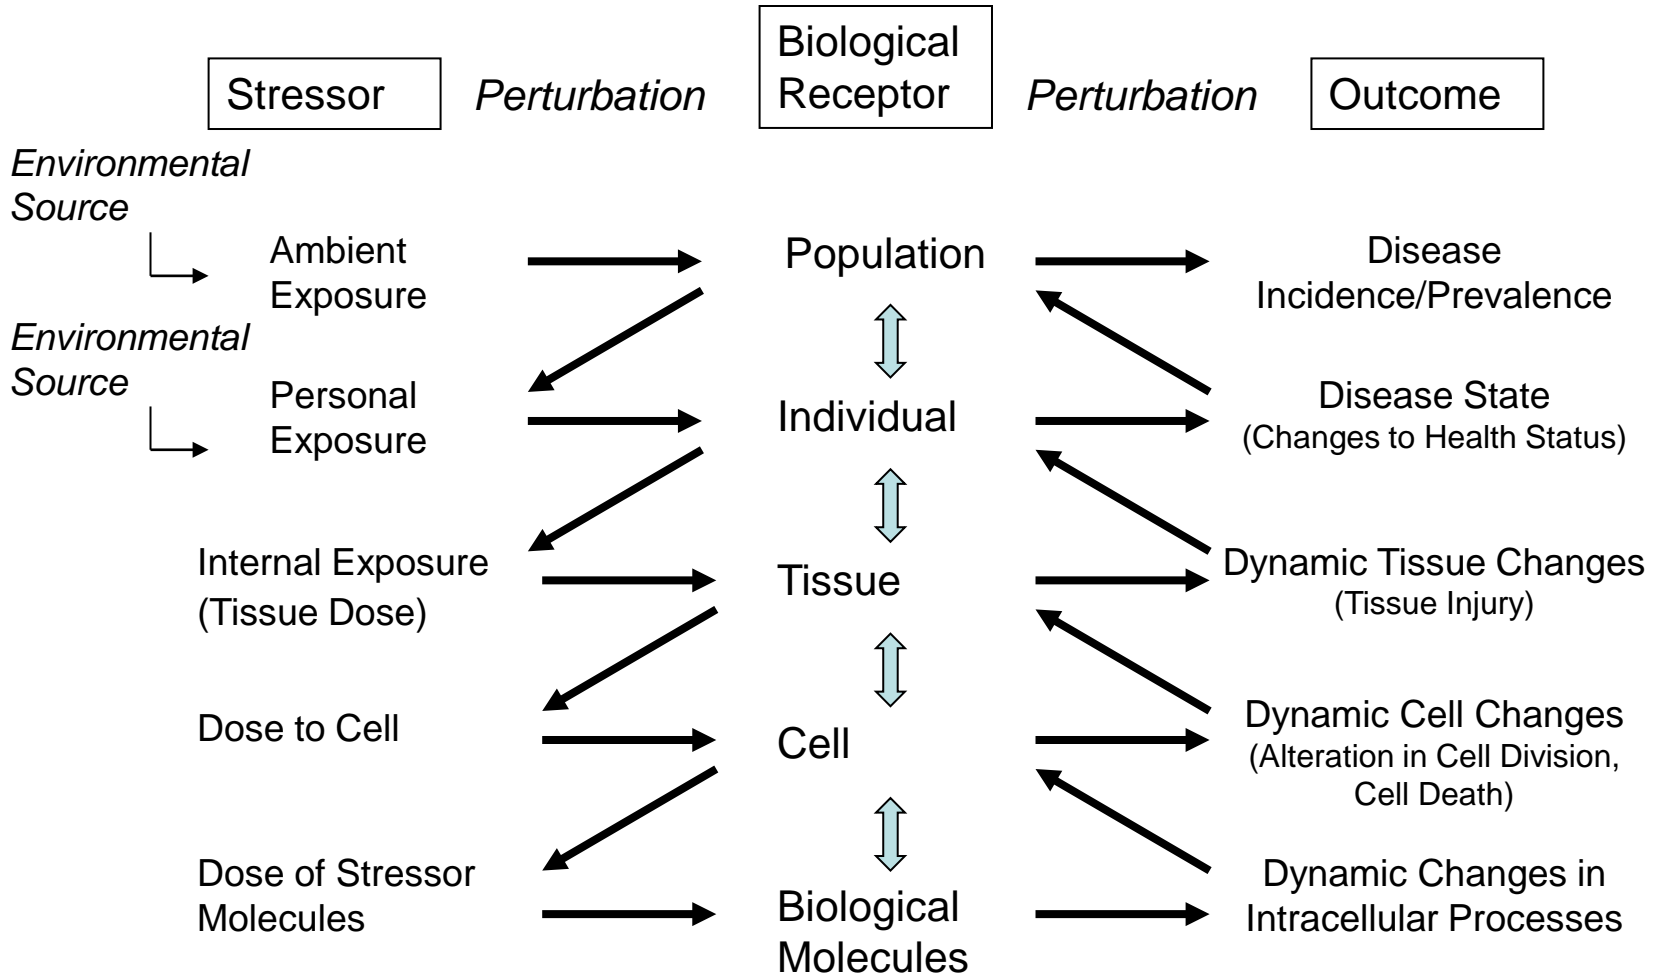 Stressor
Perturbation
Biological
Receptor
Perturbation
Outcome
Environmental
Source
Ambient
Exposure
Population
Disease
Incidence/Prevalence
Environmental
Source
Personal
Exposure
Individual
Disease State
(Changes to Health Status)
Internal Exposure
(Tissue Dose)
Tissue
Dynamic Tissue Changes
(Tissue Injury)
Dose to Cell
Cell
Dynamic Cell Changes
(Alteration in Cell Division,
Cell Death)
Dose of Stressor
Molecules
Biological
Molecules
Dynamic Changes in
Intracellular Processes